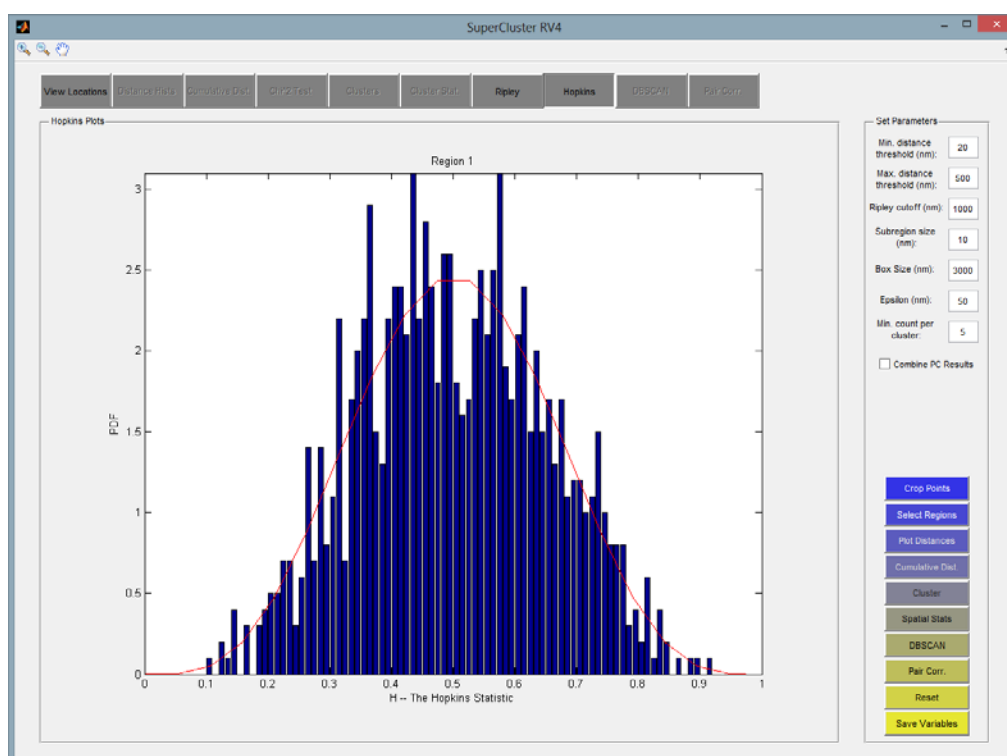 SuperCluster RV4
View Locations
Distance Hists
Cumulative Dist.
Chi^2 Test
Clusters
Cluster Stat.
Ripley
Hopkins
DBSCAN
Pair Corr.
Hopkins Plots
Region 1
3
2.5
2
1.5
1
0.5
0
PDF
0 0.1 0.2 0.3 0.4 0.5 0.6 0.7 0.8 0.9 1
H -- The Hopkins Statistic
Set Parameters
Min. distance
threshold (nm):
20
Max. distance
threshold (nm):
500
Ripley cutoff (nm):
1000
Subregion size
(nm):
10
Box Size (nm):
3000
Epsilon (nm):
50
Min. count per
cluster:
5
Combine PC Results
Crop Points
Select Regions
Plot Distances
Cumulative Dist.
Cluster
Spatial Stats
DBSCAN
Pair Corr.
Reset
Save Variables